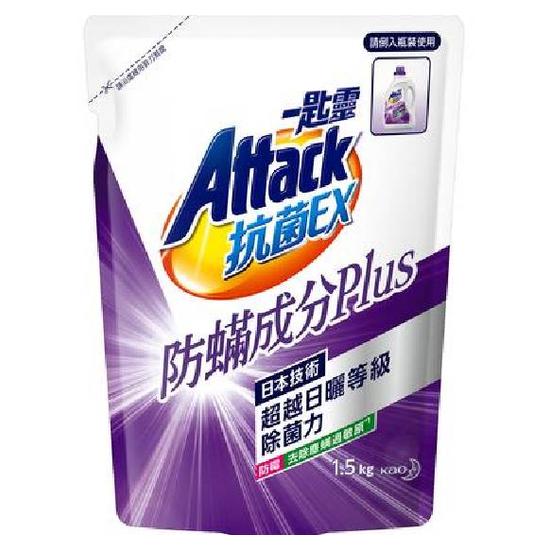 請倒入瓶裝使用
一匙靈
Attack
抗菌EX
防蟎成分Plus
日本技術
超越日曬等級
除菌力
防霉 去除塵蟎過敏原
1.5kg Kao